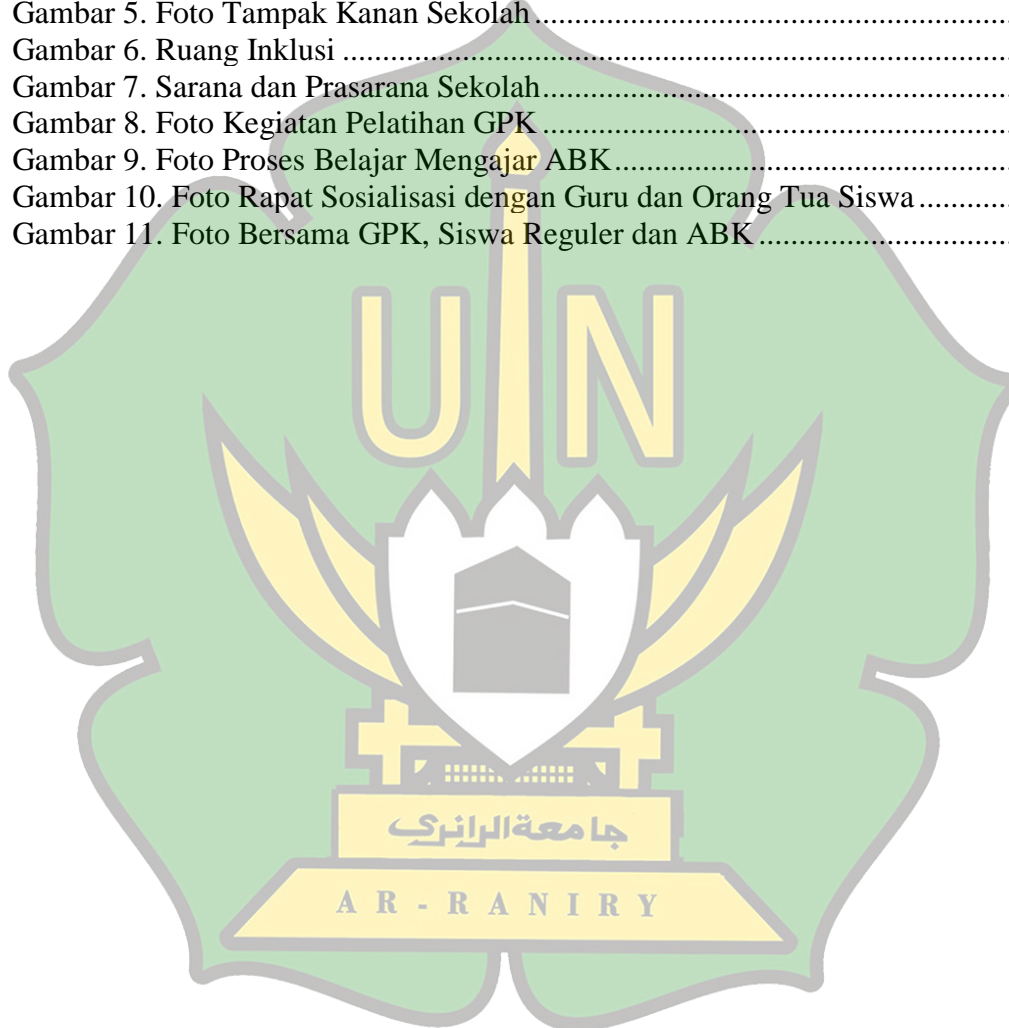 Gambar 5. Foto Tampak Kanan Sekolah ....................................................................
Gambar 6. Ruang Inklusi ..........................................................................................
Gambar 7. Sarana dan Prasarana Sekolah..................................................................
Gambar 8. Foto Kegiatan Pelatihan GPK ..................................................................
Gambar 9. Foto Proses Belajar Mengajar ABK.........................................................
Gambar 10. Foto Rapat Sosialisasi dengan Guru dan Orang Tua Siswa .............
Gambar 11. Foto Bersama GPK, Siswa Reguler dan ABK ...................................
UIN
جامعةالرانري
AR-RANIRY